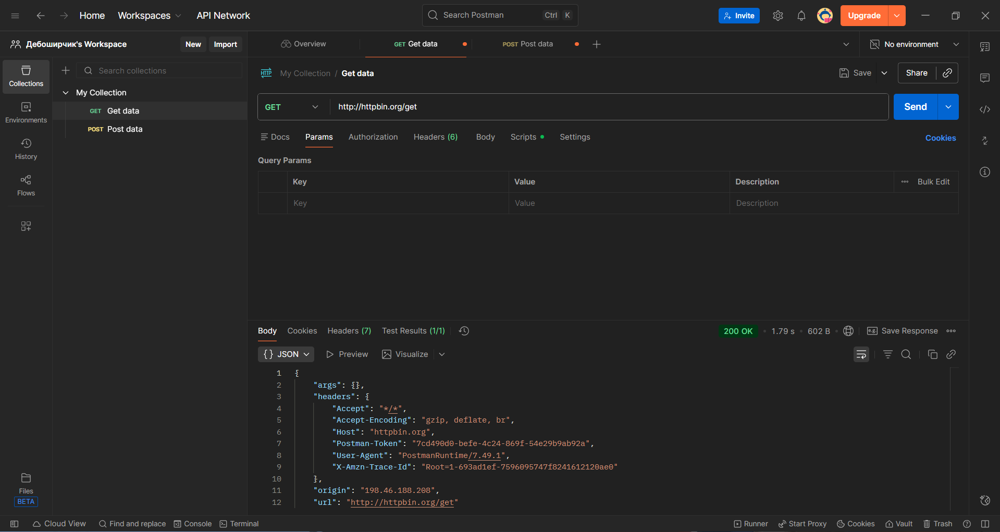 Home Workspaces API Network Search Postman Ctrl K Invite Upgrade
Дебоширчик's Workspace New Import Overview GET Get data POST Post data No environment
Collections
Environments
History
Flows
Files
BETA
Search collections
My Collection
GET Get data
POST Post data
HTTP My Collection / Get data Save Share
GET http://httpbin.org/get Send
Docs Params Authorization Headers (6) Body Scripts Settings Cookies
Query Params
Key Value Description Bulk Edit
Key Value Description
Body Cookies Headers (7) Test Results (1/1) 200 OK 1.79 s 602 B e.g. Save Response
{} JSON Preview Visualize
1 {
2 "args": {},
3 "headers": {
4 "Accept": "*/*",
5 "Accept-Encoding": "gzip, deflate, br",
6 "Host": "httpbin.org",
7 "Postman-Token": "7cd490d0-befe-4c24-869f-54e29b9ab92a",
8 "User-Agent": "PostmanRuntime/7.49.1",
9 "X-Amzn-Trace-Id": "Root=1-693ad1ef-7596095747f8241612120ae0"
10 },
11 "origin": "198.46.188.208",
12 "url": "http://httpbin.org/get"
Cloud View Find and replace Console Terminal Runner Start Proxy Cookies Vault Trash